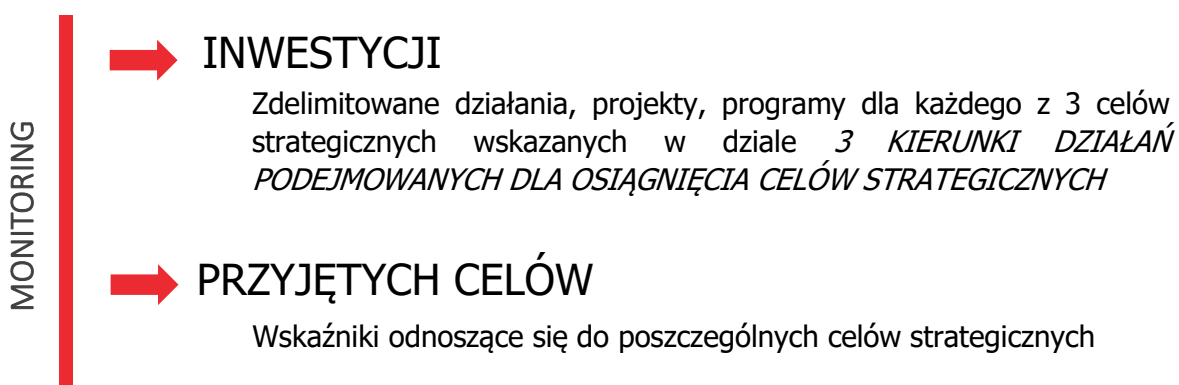 MONITORING
INWESTYCJI
Zdelimitowane działania, projekty, programy dla każdego z 3 celów
strategicznych wskazanych w dziale 3 KIERUNKI DZIAŁAŃ
PODEJMOWANYCH DLA OSIĄGNIĘCIA CELÓW STRATEGICZNYCH
PRZYJĘTYCH CELÓW
Wskaźniki odnoszące się do poszczególnych celów strategicznych